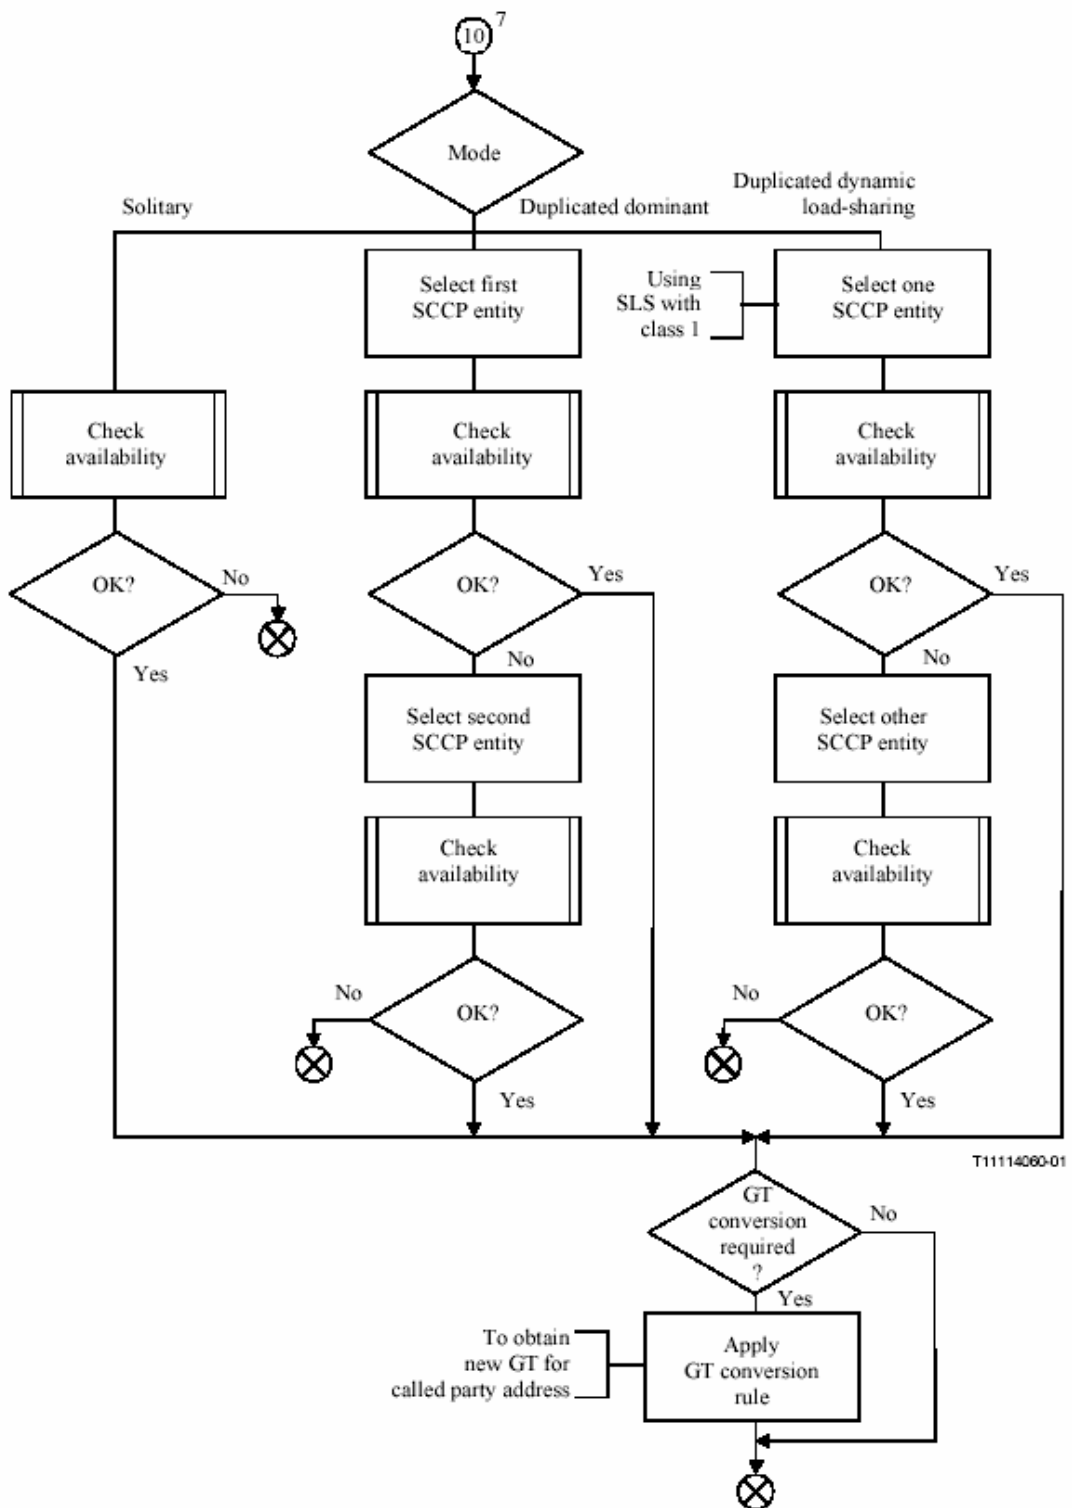 7
10
Mode
Solitary
Duplicated dominant
Duplicated dynamic
load-sharing
Select first
SCCP entity
Using
SLS with
class 1
Select one
SCCP entity
Check
availability
Check
availability
Check
availability
OK?
No
Yes
OK?
Yes
No
OK?
Yes
No
Select second
SCCP entity
Select other
SCCP entity
Check
availability
Check
availability
OK?
No
Yes
OK?
No
Yes
T11114060-01
GT
conversion
required
?
No
Yes
To obtain
new GT for
called party address
Apply
GT conversion
rule